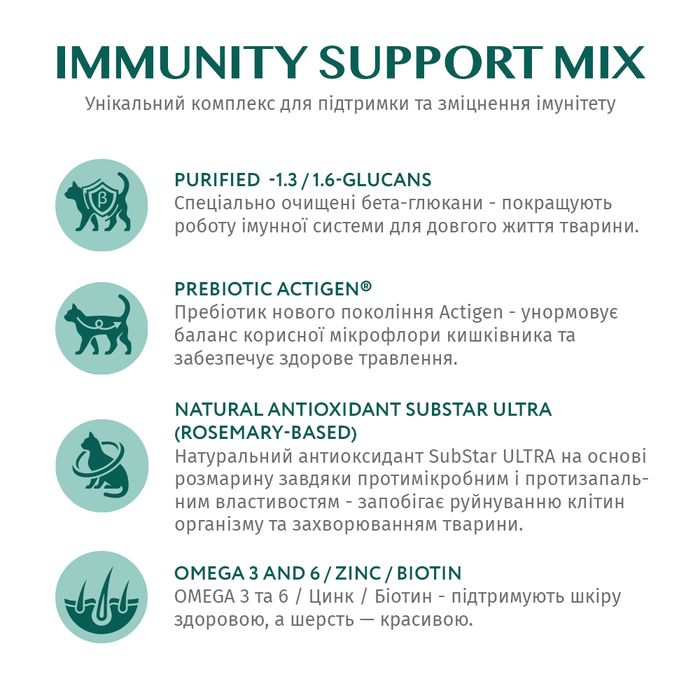 IMMUNITY SUPPORT MIX
Унікальний комплекс для підтримки та зміцнення імунітету
PURIFIED -1.3 / 1.6-GLUCANS
Спеціально очищені бета-глюкани - покращують
роботу імунної системи для довгого життя тварини.
β
PREBIOTIC ACTIGEN®
Пребіотик нового покоління Actigen - унормовує
баланс корисної мікрофлори кишківника та
забезпечує здорове травлення.
NATURAL ANTIOXIDANT SUBSTAR ULTRA
(ROSEMARY-BASED)
Натуральний антиоксидант SubStar ULTRA на основі
розмарину завдяки протимікробним і протизапаль-
ним властивостям - запобігає руйнуванню клітин
організму та захворюванням тварини.
OMEGA 3 AND 6 / ZINC / BIOTIN
OMEGA 3 та 6 / Цинк / Біотин - підтримують шкіру
здоровою, а шерсть — красивою.